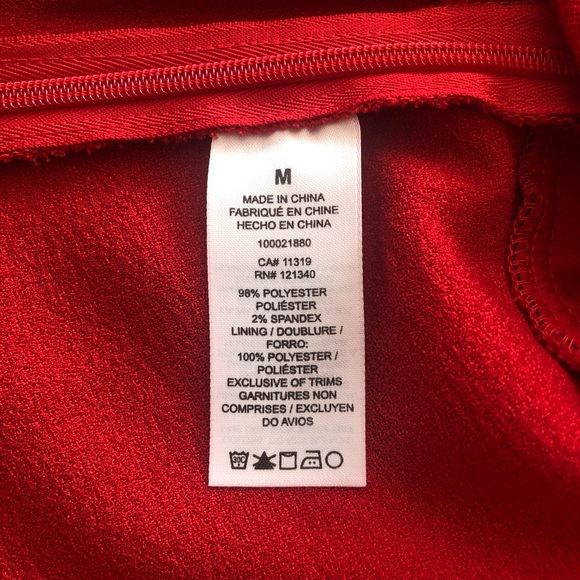 M
MADE IN CHINA
FABRIQUÉ EN CHINE
HECHO EN CHINA
100021880
CA# 11319
RN# 121340
98% POLYESTER
POLIÉSTER
2% SPANDEX
LINING / DOUBLURE /
FORRO:
100% POLYESTER /
POLIÉSTER
EXCLUSIVE OF TRIMS
GARNITURES NON
COMPRISES / EXCLUYEN
DO AVIOS
30C